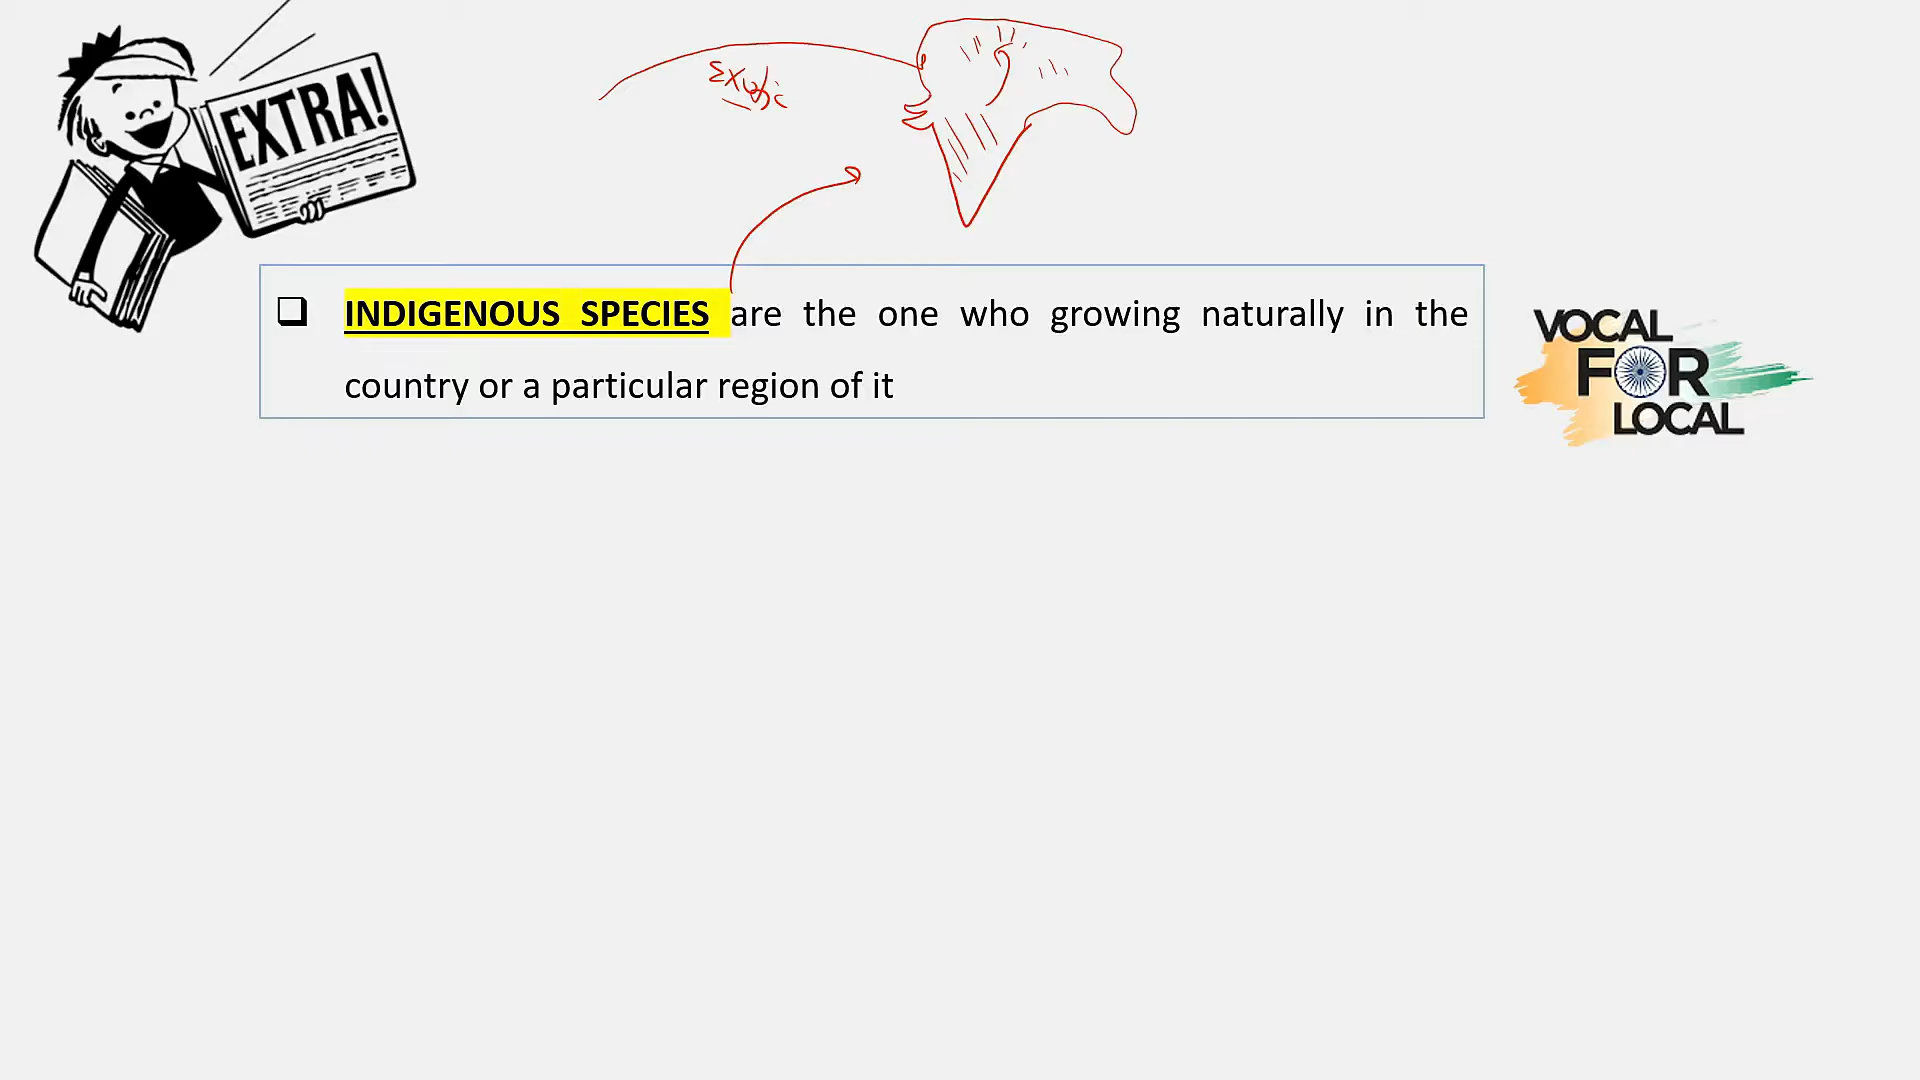 EXTRA!
Exoti
INDIGENOUS SPECIES are the one who growing naturally in the
country or a particular region of it
VOCAL
FOR
LOCAL